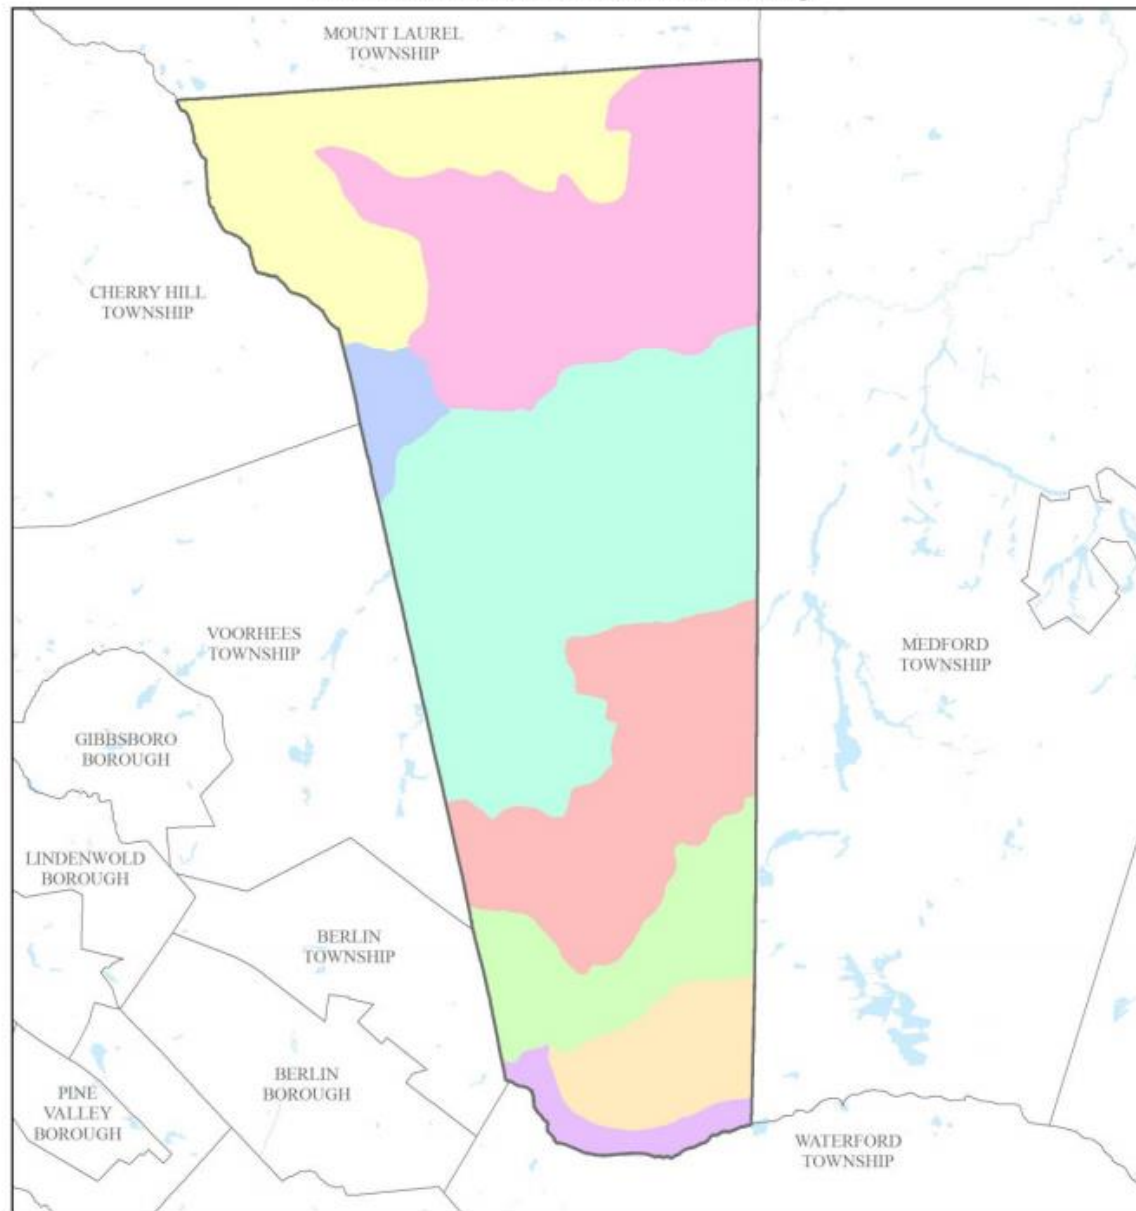 MOUNT LAUREL
TOWNSHIP
CHERRY HILL
TOWNSHIP
VOORHEES
TOWNSHIP
MEDFORD
TOWNSHIP
GIBBSBORO
BOROUGH
LINDENWOLD
BOROUGH
BERLIN
TOWNSHIP
BERLIN
BOROUGH
PINE
VALLEY
BOROUGH
WATERFORD
TOWNSHIP